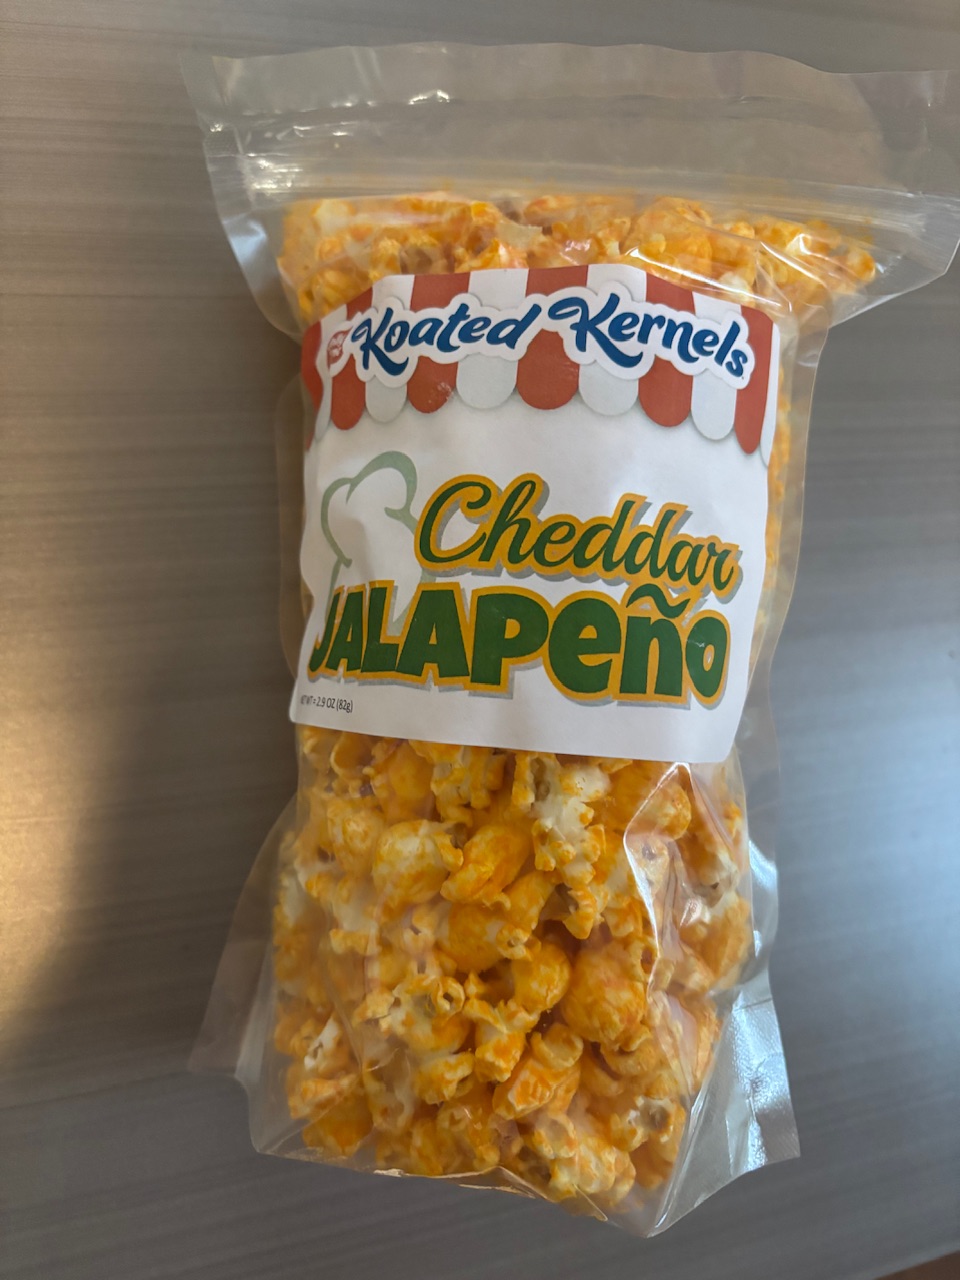 Koated Kernels
Cheddar
JALAPeño
NET WT = 2.9 OZ (82g)